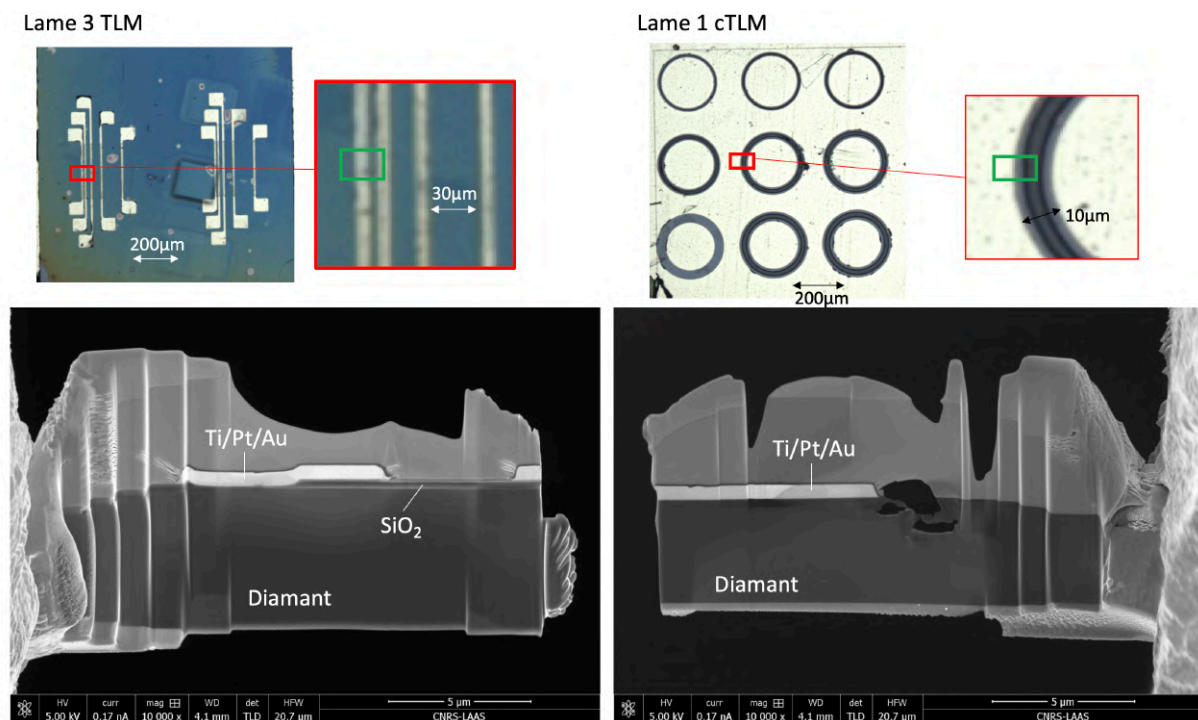 Lame 3 TLM
Lame 1 cTLM
30µm
200µm
10µm
200µm
Ti/Pt/Au
SiO2
Diamant
Ti/Pt/Au
Diamant
HV curr mag WD det HFW 5 µm
5.00 kV 0.17 nA 10 000 x 4.1 mm TLD 20.7 µm CNRS-LAAS
HV curr mag WD det HFW 5 µm
5.00 kV 0.17 nA 10 000 x 4.1 mm TLD 20.7 µm CNRS-LAAS